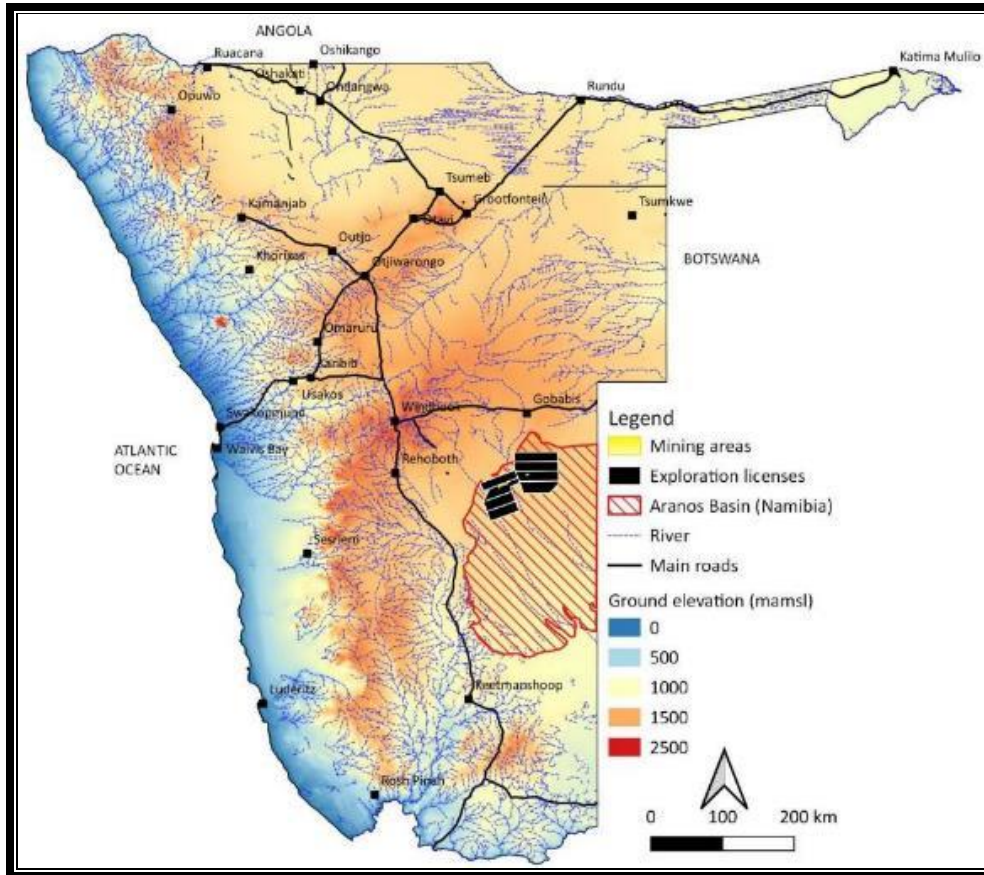 ANGOLA
Ruacana
Oshikango
Oshakati
Ondangwa
Katima Mulilo
Rundu
Opuwo
Tsumeb
Grootfontein
Otavi
Kamanjab
Tsumkwe
Outjo
Khorixas
Otjiwarongo
BOTSWANA
Omaruru
Karibib
Usakos
Swakopmund
Windhoek
Gobabis
ATLANTIC
OCEAN
Walvis Bay
Rehoboth
Sesriem
Luderitz
Keetmanshoop
Rosh Pinah
Legend
Mining areas
Exploration licenses
Aranos Basin (Namibia)
River
Main roads
Ground elevation (mamsl)
0
500
1000
1500
2500
0 100 200 km